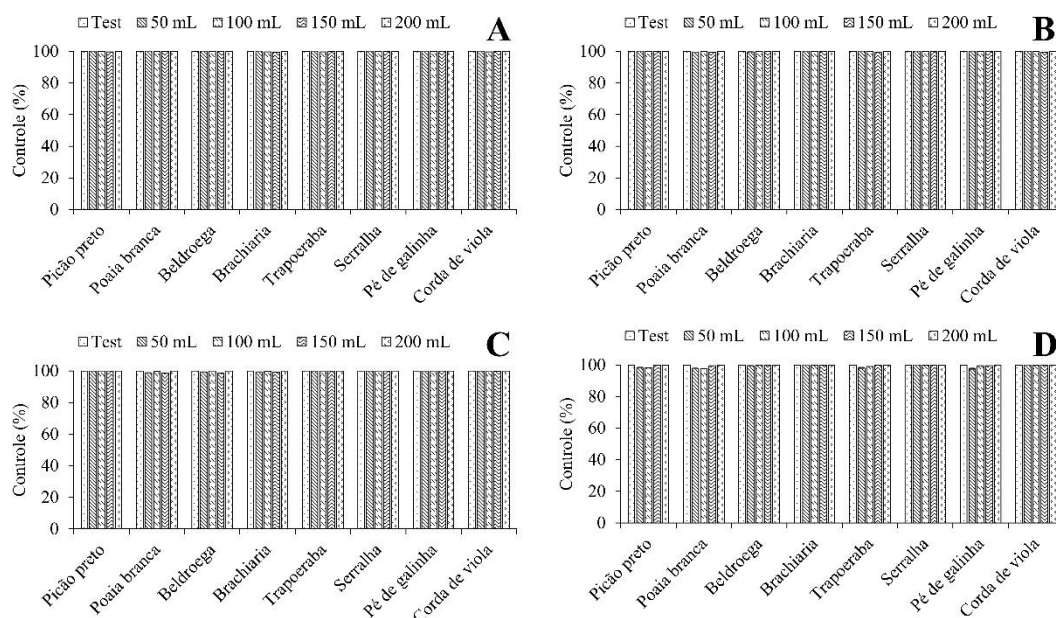 Test 50 mL 100 mL 150 mL 200 mL A
Controle (%)
100
80
60
40
20
0
Picão preto
Poaia branca
Beldroega
Brachiaria
Trapoeraba
Serralha
Pé de galinha
Corda de viola
Test 50 mL 100 mL 150 mL 200 mL B
Controle (%)
100
80
60
40
20
0
Picão preto
Poaia branca
Beldroega
Brachiaria
Trapoeraba
Serralha
Pé de galinha
Corda de viola
Test 50 mL 100 mL 150 mL 200 mL C
Controle (%)
100
80
60
40
20
0
Picão preto
Poaia branca
Beldroega
Brachiaria
Trapoeraba
Serralha
Pé de galinha
Corda de viola
Test 50 mL 100 mL 150 mL 200 mL D
Controle (%)
100
80
60
40
20
0
Picão preto
Poaia branca
Beldroega
Brachiaria
Trapoeraba
Serralha
Pé de galinha
Corda de viola